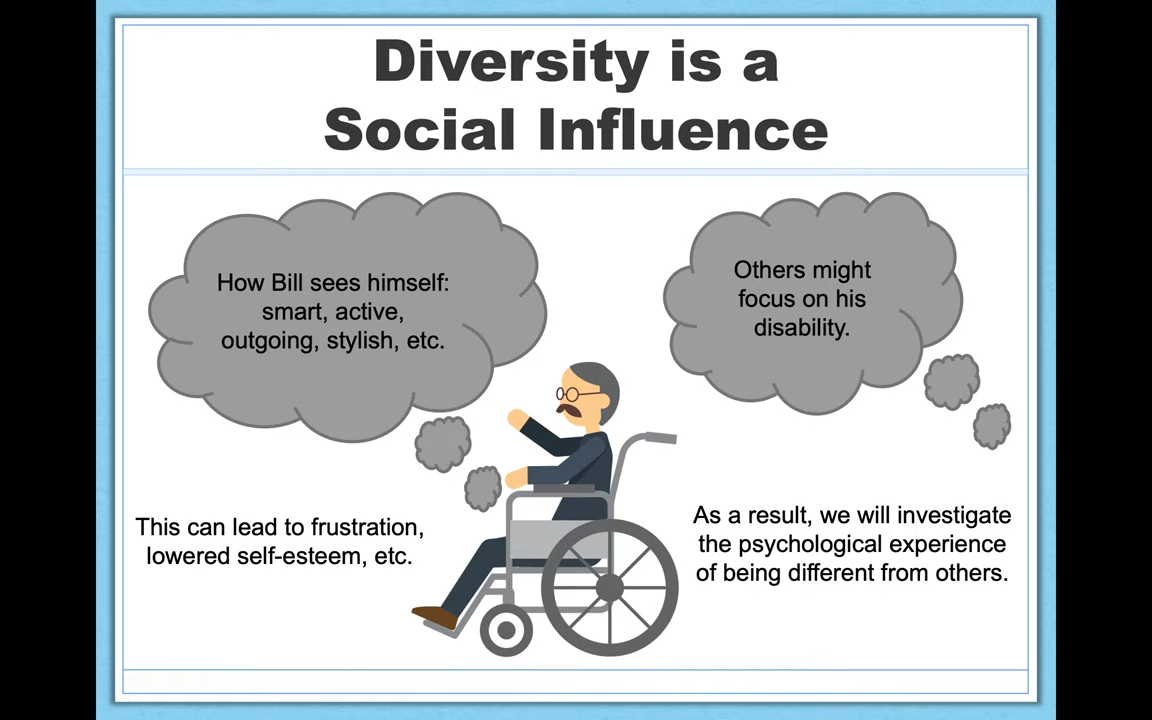 Diversity is a
Social Influence
How Bill sees himself:
smart, active,
outgoing, stylish, etc.
Others might
focus on his
disability.
This can lead to frustration,
lowered self-esteem, etc.
As a result, we will investigate
the psychological experience
of being different from others.